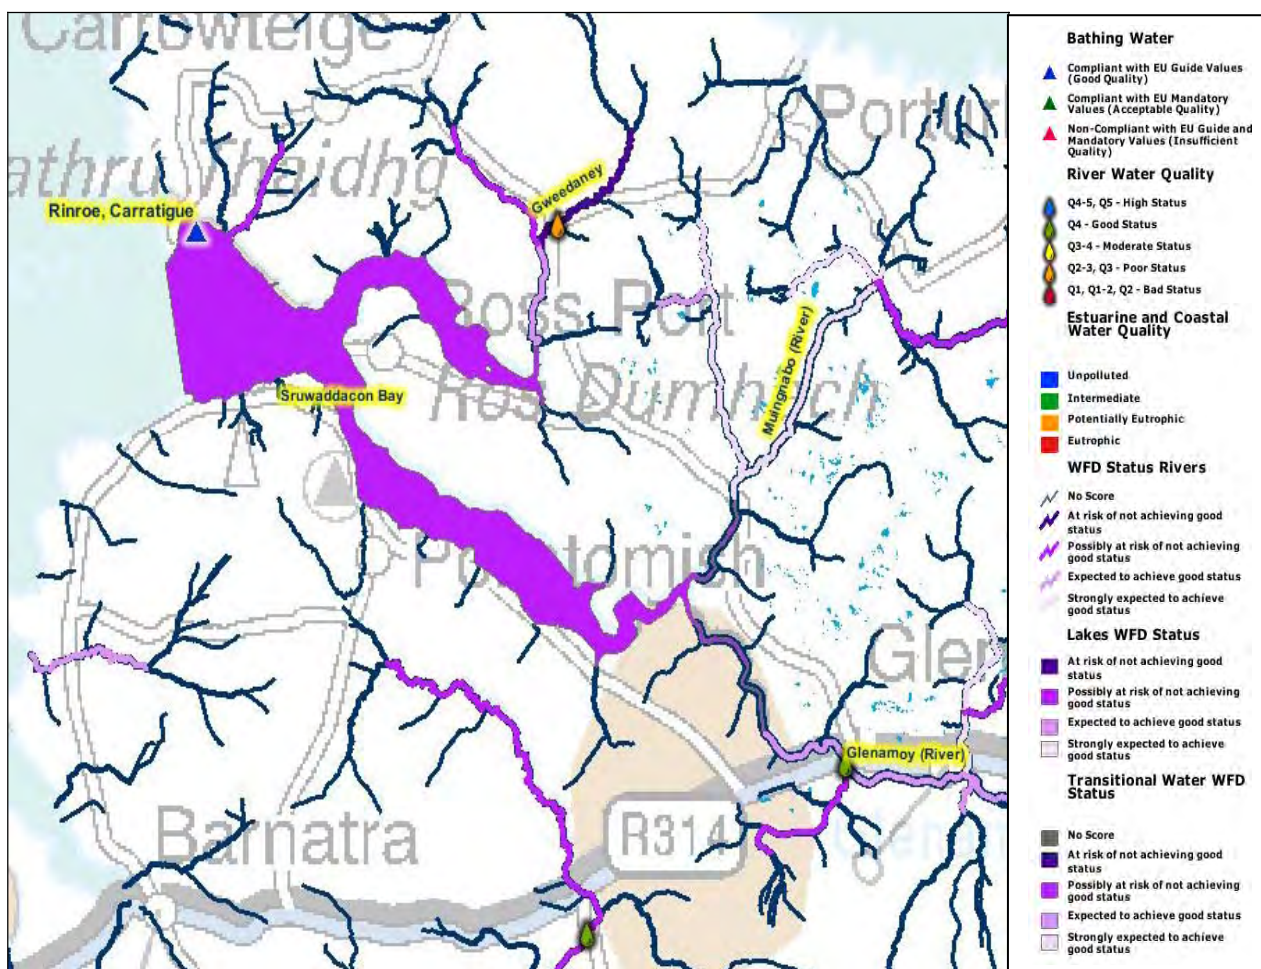 Carrowteige
Portur
athrú Thaidhg
Rinroe, Carratigue
Gweedaney
Ross Port
Sruwaddacon Bay
Ros Dumhach
Muingnabo (River)
Glen
Glenamoy (River)
Barnatra
R314
Bathing Water
Compliant with EU Guide Values
(Good Quality)
Compliant with EU Mandatory
Values (Acceptable Quality)
Non-Compliant with EU Guide and
Mandatory Values (Insufficient
Quality)
River Water Quality
Q4-5, Q5 - High Status
Q4 - Good Status
Q3-4 - Moderate Status
Q2-3, Q3 - Poor Status
Q1, Q1-2, Q2 - Bad Status
Estuarine and Coastal
Water Quality
Unpolluted
Intermediate
Potentially Eutrophic
Eutrophic
WFD Status Rivers
No Score
At risk of not achieving good
status
Possibly at risk of not achieving
good status
Expected to achieve good status
Strongly expected to achieve
good status
Lakes WFD Status
At risk of not achieving good
status
Possibly at risk of not achieving
good status
Expected to achieve good status
Strongly expected to achieve
good status
Transitional Water WFD
Status
No Score
At risk of not achieving good
status
Possibly at risk of not achieving
good status
Expected to achieve good status
Strongly expected to achieve
good status